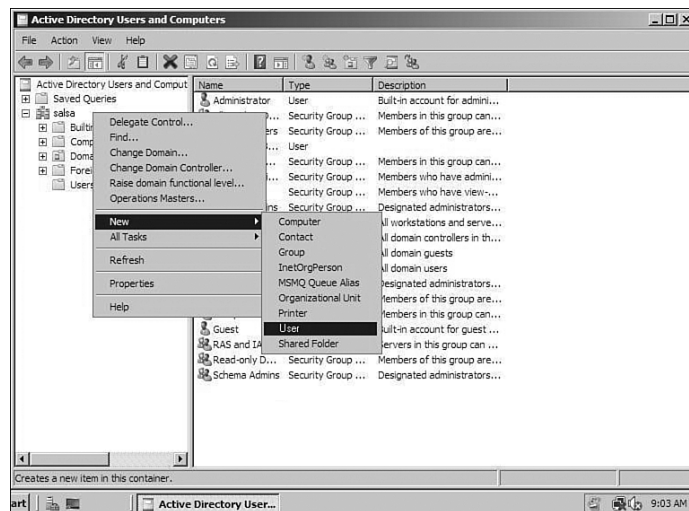 Active Directory Users and Computers
File Action View Help
Active Directory Users and Comput
Saved Queries
salsa
Builtin
Comp
Doma
Forei
Users
Name Type Description
Administrator User Built-in account for admini...
Security Group ... Members in this group can...
ers Security Group ... Members of this group are...
... User
... Security Group ... Members in this group can...
Security Group ... Members who have admini...
Security Group ... Members who have view-...
ins Security Group ... Designated administrators...
All workstations and serve...
All domain controllers in th...
All domain guests
All domain users
Designated administrators...
Members of this group are...
Members in this group can...
Guest Built-in account for guest ...
RAS and IA Servers in this group can ...
Read-only D... Security Group ... Members of this group are...
Schema Admins Security Group ... Designated administrators...
Delegate Control...
Find...
Change Domain...
Change Domain Controller...
Raise domain functional level...
Operations Masters...
New
All Tasks
Refresh
Properties
Help
Computer
Contact
Group
InetOrgPerson
MSMQ Queue Alias
Organizational Unit
Printer
User
Shared Folder
Creates a new item in this container.
art Active Directory User... 9:03 AM